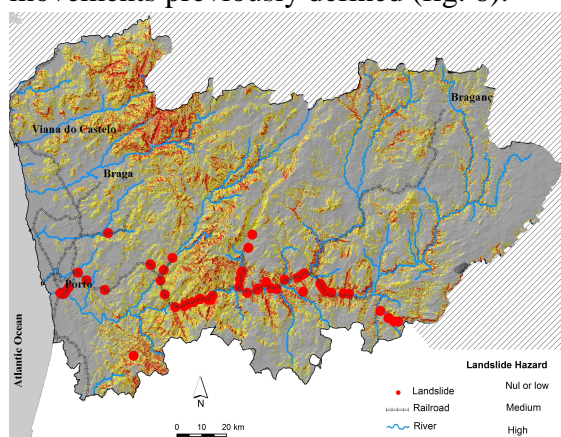 movements previously defined (fig. 6).
Viana do Castelo
Braganç
Braga
Porto
Atlantic Ocean
N
0 10 20 km
Landslide Hazard
Landslide
Nul or low
Railroad
Medium
River
High